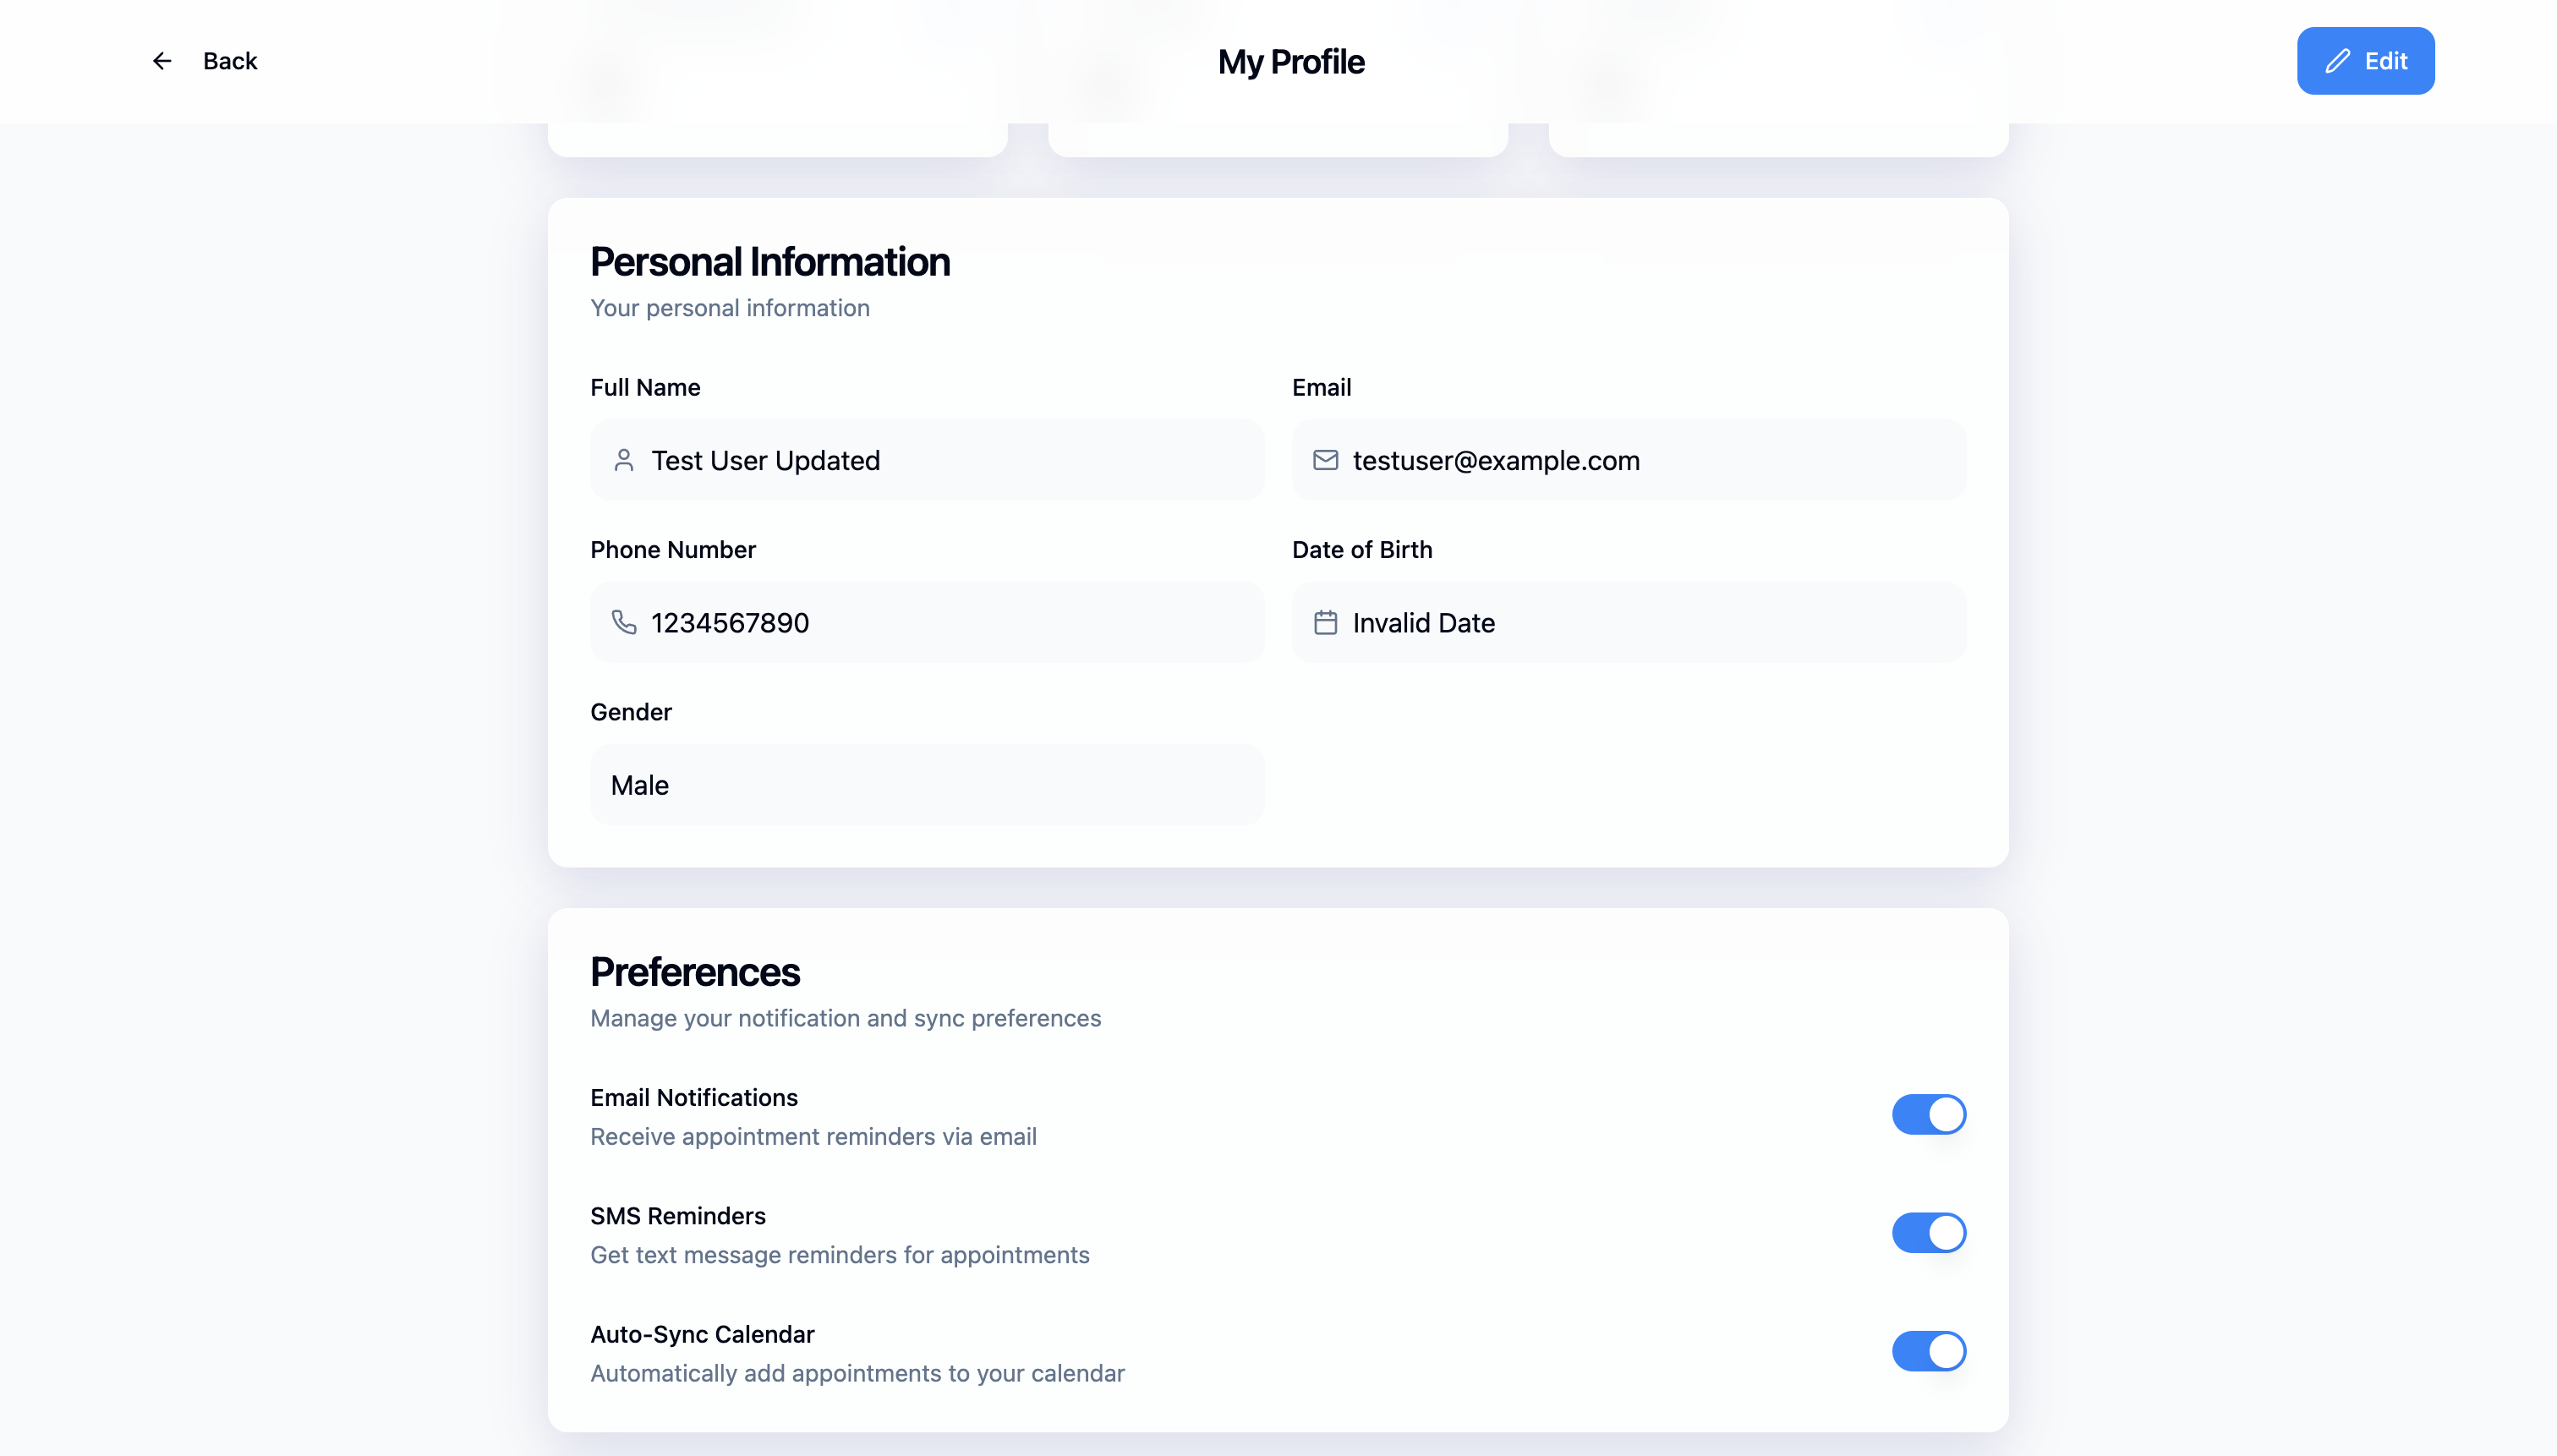 Back
My Profile
Edit
Personal Information
Your personal information
Full Name
Email
Test User Updated
testuser@example.com
Phone Number
Date of Birth
1234567890
Invalid Date
Gender
Male
Preferences
Manage your notification and sync preferences
Email Notifications
Receive appointment reminders via email
SMS Reminders
Get text message reminders for appointments
Auto-Sync Calendar
Automatically add appointments to your calendar